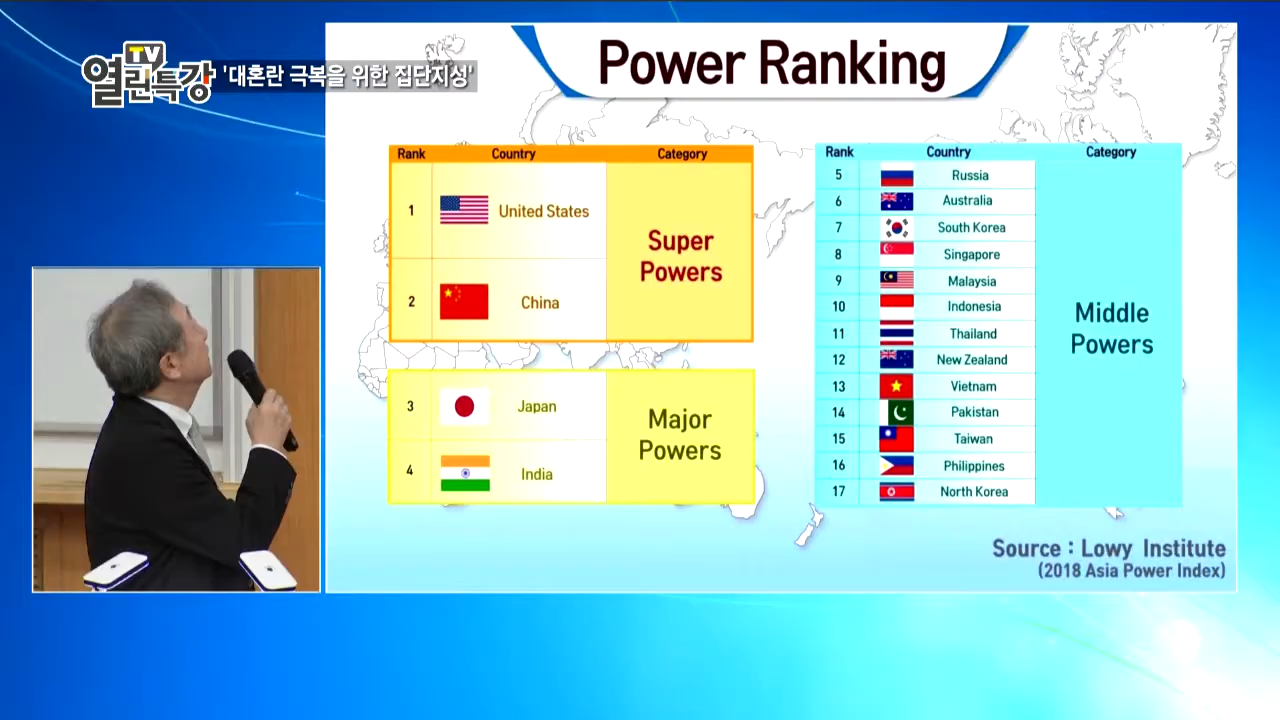 TV
열린특강
'대혼란 극복을 위한 집단지성'
Power Ranking
Rank Country Category
1 United States
2 China
Super
Powers
3 Japan
4 India
Major
Powers
Rank Country Category
5 Russia
6 Australia
7 South Korea
8 Singapore
9 Malaysia
10 Indonesia
11 Thailand
12 New Zealand
13 Vietnam
14 Pakistan
15 Taiwan
16 Philippines
17 North Korea
Middle
Powers
Source : Lowy Institute
(2018 Asia Power Index)